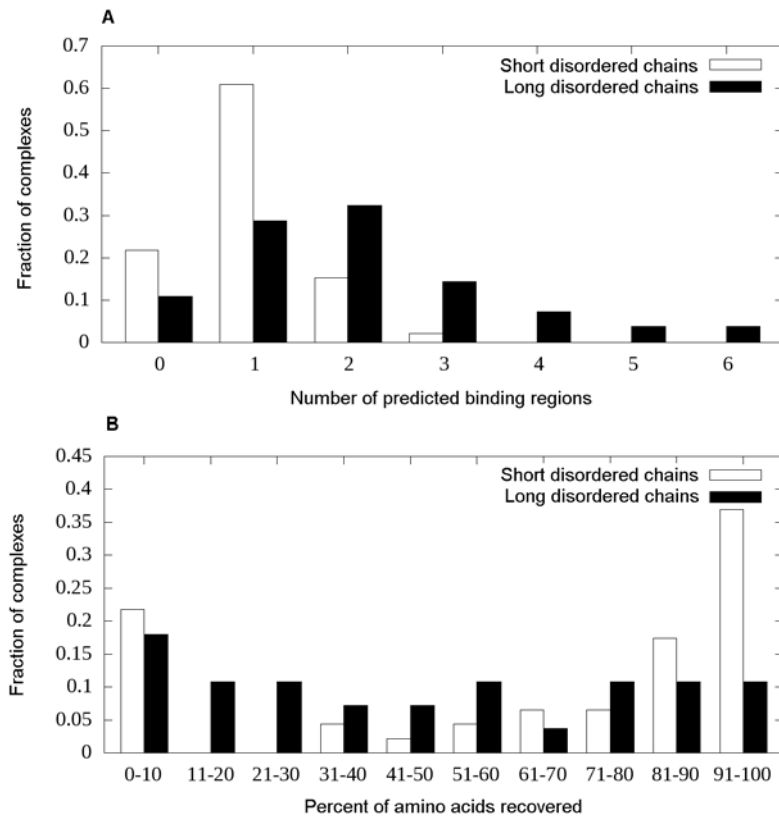 A
Fraction of complexes
0.7
0.6
0.5
0.4
0.3
0.2
0.1
0
Short disordered chains
Long disordered chains
0 1 2 3 4 5 6
Number of predicted binding regions
B
Fraction of complexes
0.45
0.4
0.35
0.3
0.25
0.2
0.15
0.1
0.05
0
Short disordered chains
Long disordered chains
0-10 11-20 21-30 31-40 41-50 51-60 61-70 71-80 81-90 91-100
Percent of amino acids recovered